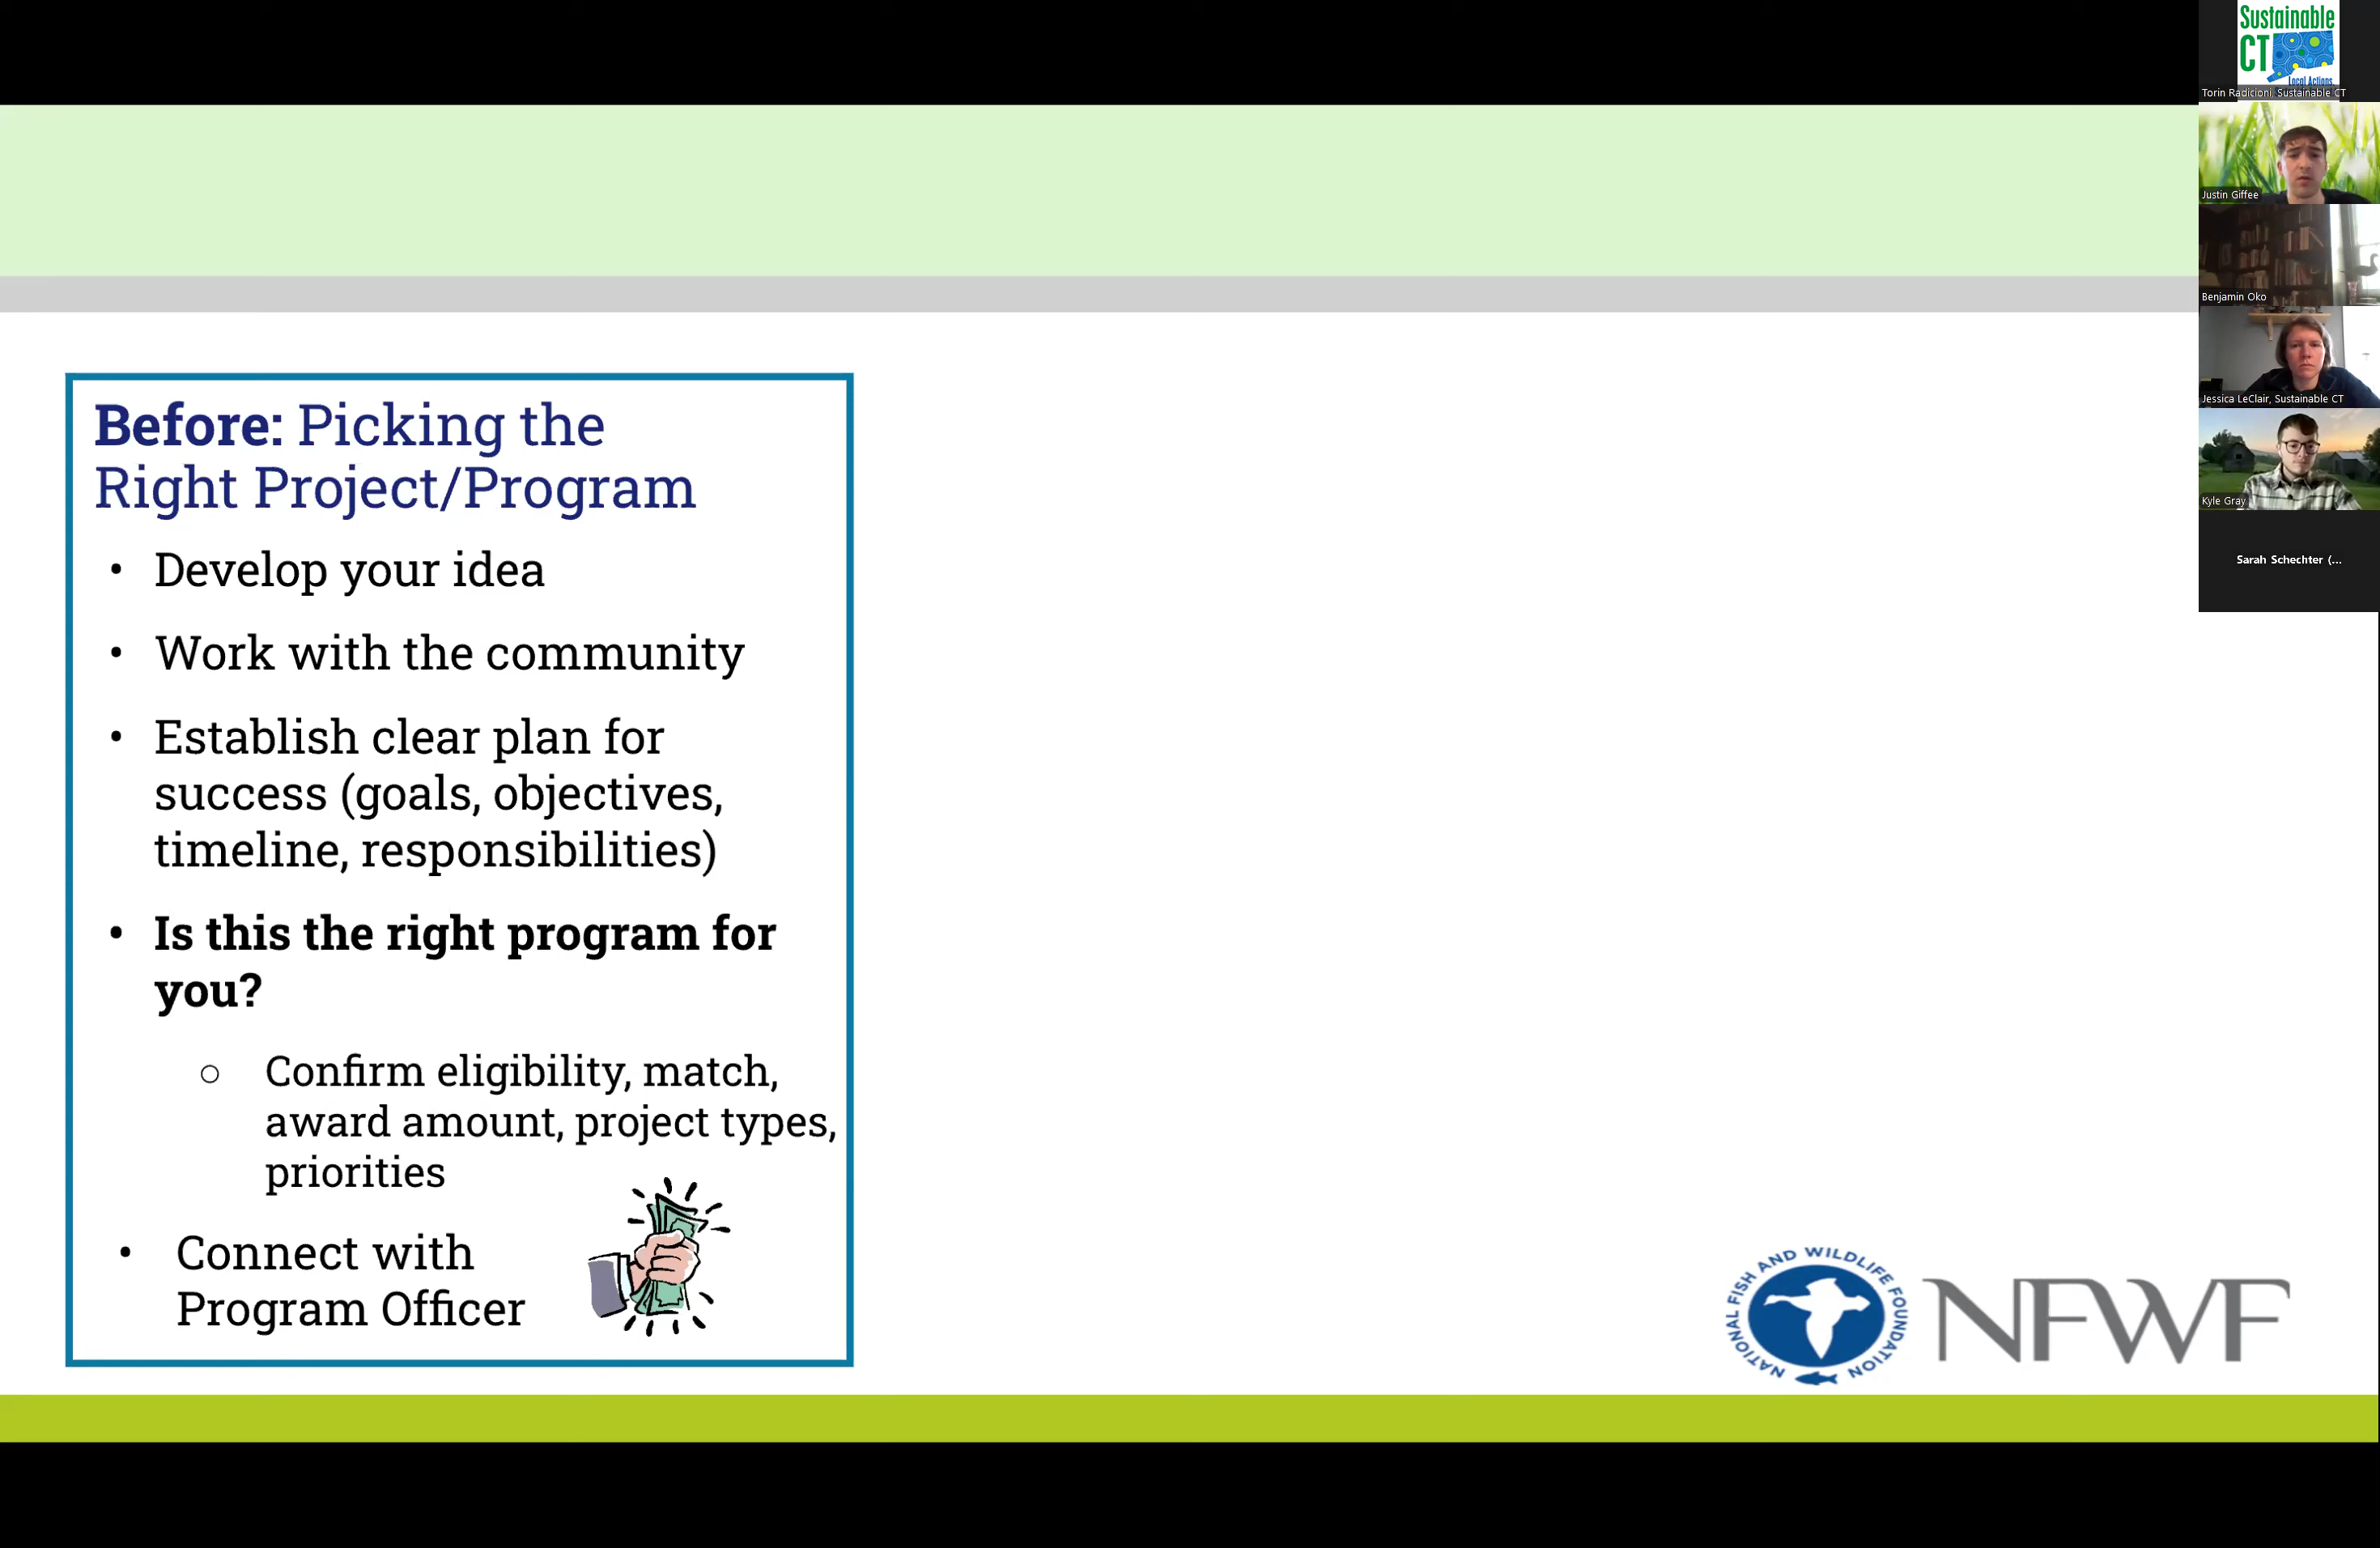 Before: Picking the
Right Project/Program
• Develop your idea
• Work with the community
• Establish clear plan for
success (goals, objectives,
timeline, responsibilities)
• Is this the right program for
you?
○ Confirm eligibility, match,
award amount, project types,
priorities
• Connect with
Program Officer
NATIONAL FISH AND WILDLIFE FOUNDATION
NFWF
Sustainable
CT
Local Actions.
Torin Radicioni, Sustainable CT
Justin Giffee
Benjamin Oko
Jessica LeClair, Sustainable CT
Kyle Gray
Sarah Schechter (...